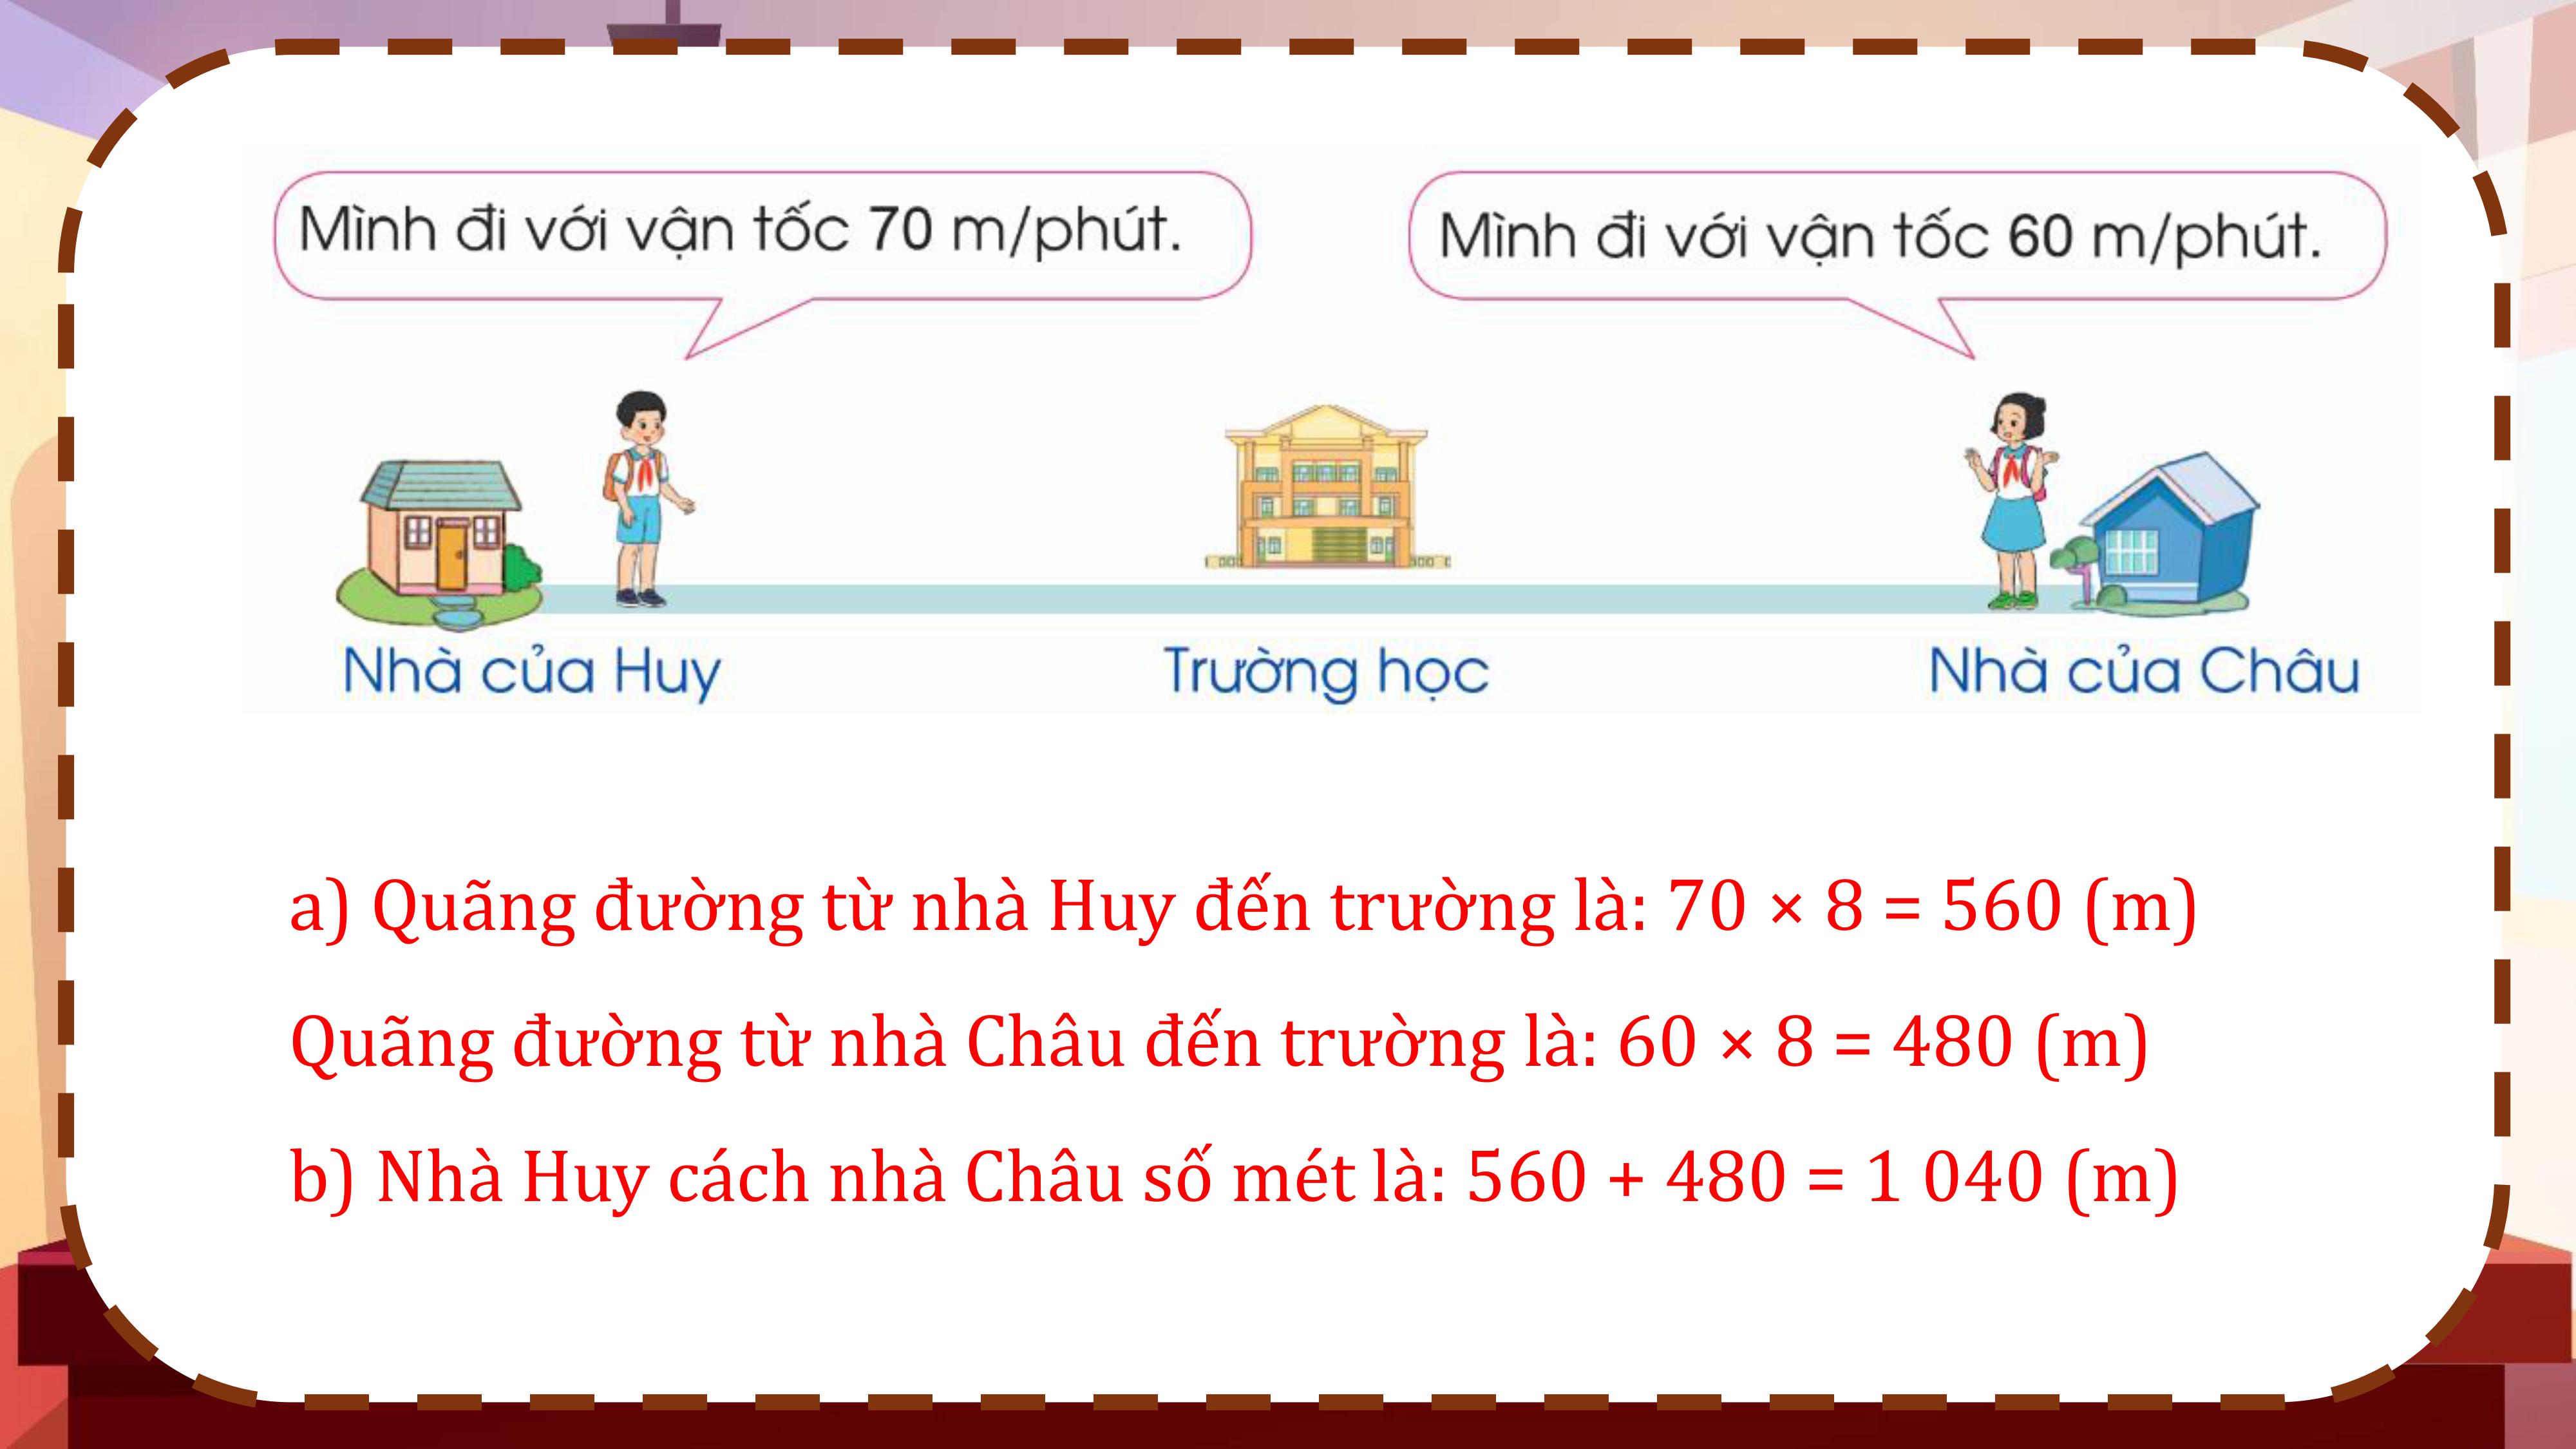 Mình đi với vận tốc 70 m/phút.
Mình đi với vận tốc 60 m/phút.
Nhà của Huy
Trường học
Nhà của Châu
a) Quãng đường từ nhà Huy đến trường là: 70 × 8 = 560 (m)
Quãng đường từ nhà Châu đến trường là: 60 × 8 = 480 (m)
b) Nhà Huy cách nhà Châu số mét là: 560 + 480 = 1 040 (m)